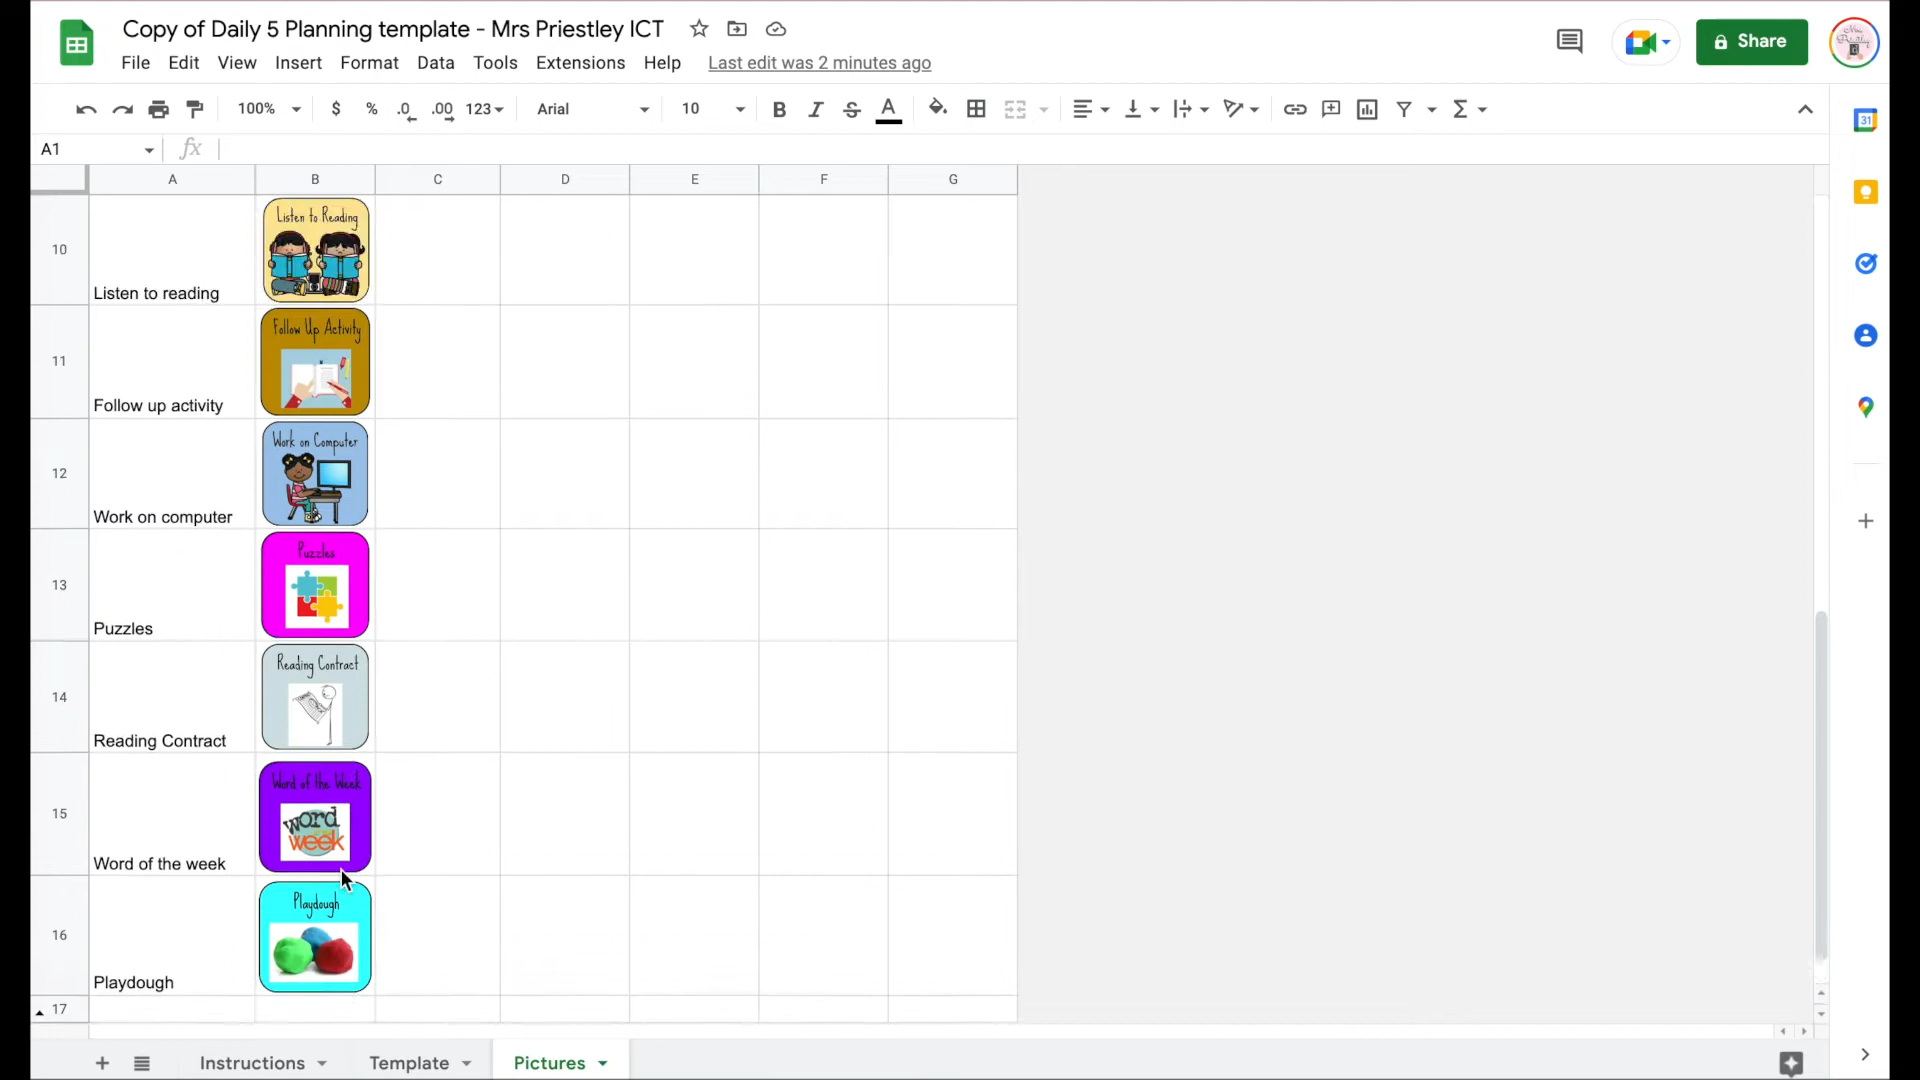 Copy of Daily 5 Planning template - Mrs Priestley ICT
File Edit View Insert Format Data Tools Extensions Help Last edit was 2 minutes ago
Share
100% $ % .0 .00 123 Arial 10 B I S A
A1 fx
A B C D E F G
10 Listen to reading Listen to Reading
11 Follow up activity Follow Up Activity
12 Work on computer Work on Computer
13 Puzzles Puzzles
14 Reading Contract Reading Contract
15 Word of the week Word of the Week
word
week
16 Playdough Playdough
17
Instructions Template Pictures
31